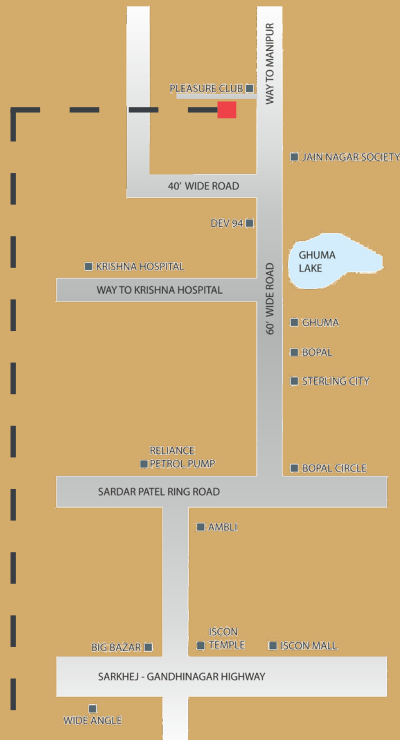 WAY TO MANIPUR
PLEASURE CLUB
JAIN NAGAR SOCIETY
40' WIDE ROAD
DEV 94
GHUMA
LAKE
KRISHNA HOSPITAL
WAY TO KRISHNA HOSPITAL
60' WIDE ROAD
GHUMA
BOPAL
STERLING CITY
RELIANCE
PETROL PUMP
BOPAL CIRCLE
SARDAR PATEL RING ROAD
AMBLI
ISCON
TEMPLE
BIG BAZAR
ISCON MALL
SARKHEJ - GANDHINAGAR HIGHWAY
WIDE ANGLE